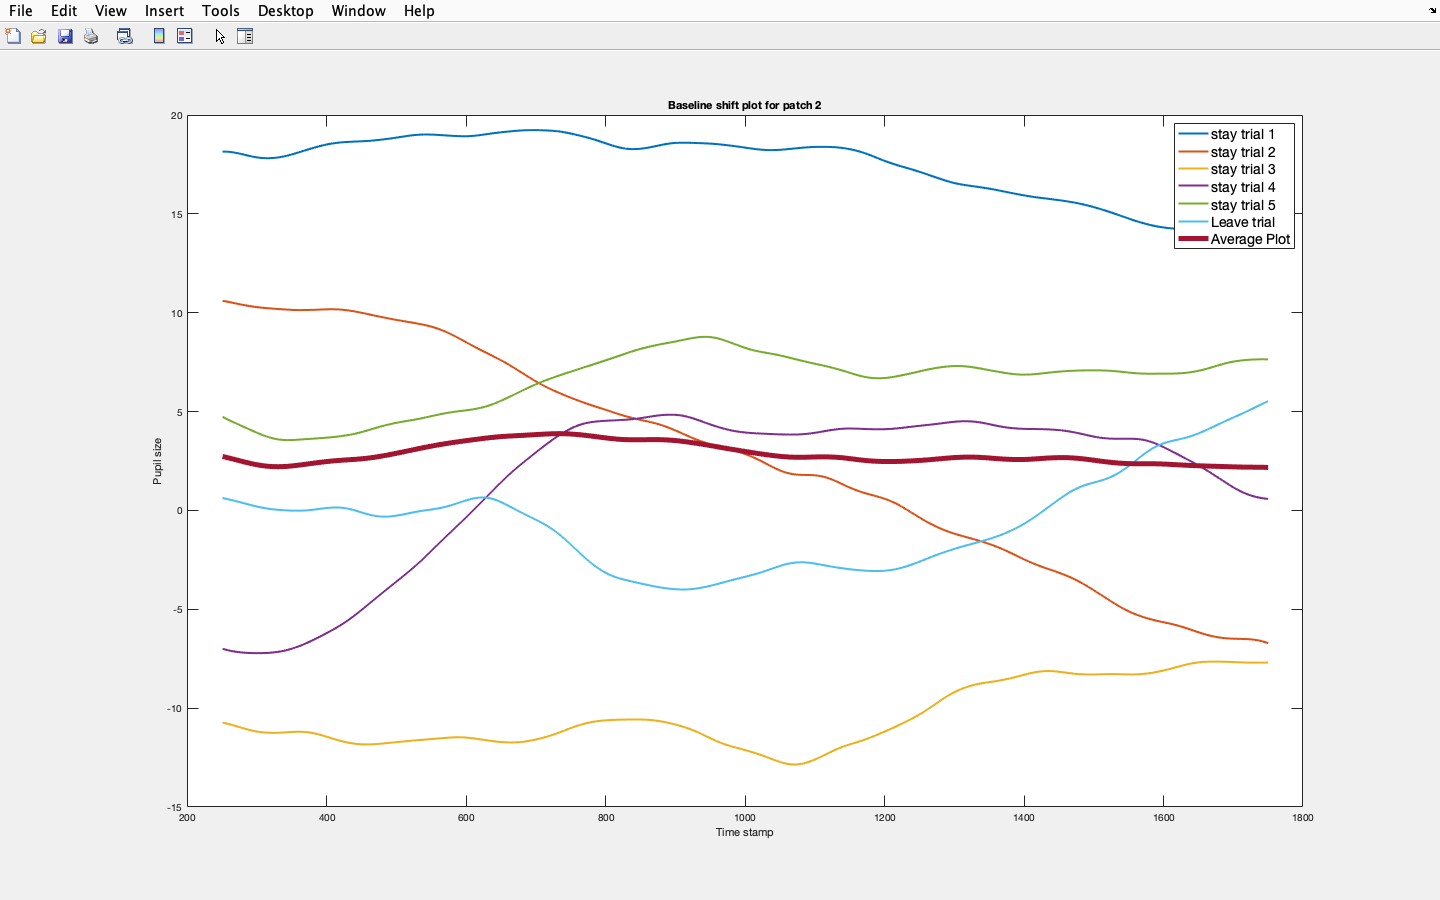 File Edit View Insert Tools Desktop Window Help
Baseline shift plot for patch 2
20
15
10
5
0
-5
-10
-15
Pupil size
stay trial 1
stay trial 2
stay trial 3
stay trial 4
stay trial 5
Leave trial
Average Plot
200 400 600 800 1000 1200 1400 1600 1800
Time stamp